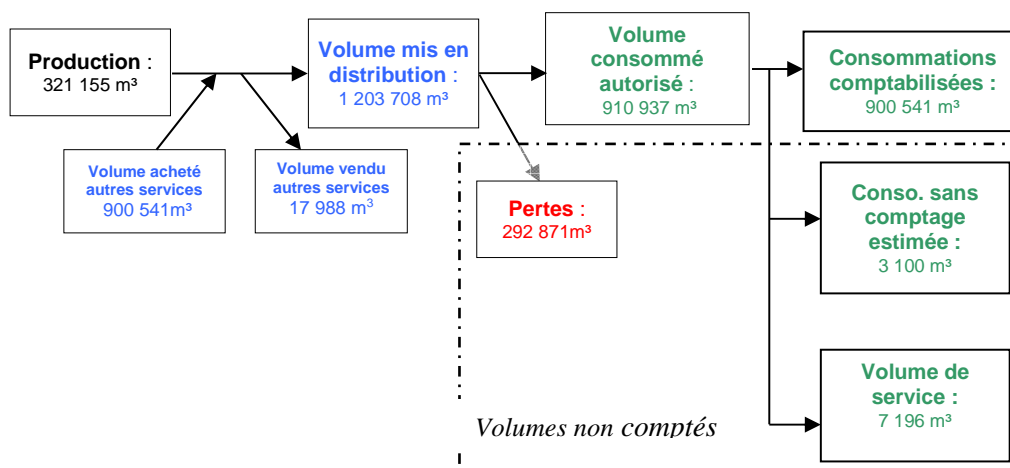 Production :
321 155 m³
Volume mis en
distribution :
1 203 708 m³
Volume
consommé
autorisé :
910 937 m³
Consommations
comptabilisées :
900 541 m³
Volume acheté
autres services
900 541m³
Volume vendu
autres services
17 988 m³
Pertes :
292 871m³
Conso. sans
comptage
estimée :
3 100 m³
Volume de
service :
7 196 m³
Volumes non comptés